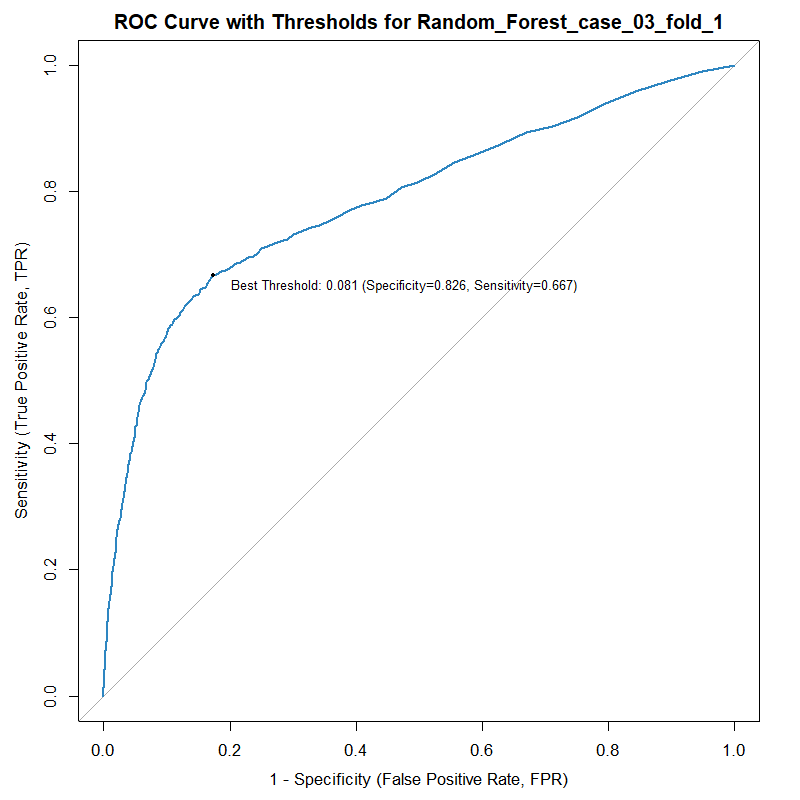 ROC Curve with Thresholds for Random_Forest_case_03_fold_1
Sensitivity (True Positive Rate, TPR)
1.0
0.8
0.6
0.4
0.2
0.0
Best Threshold: 0.081 (Specificity=0.826, Sensitivity=0.667)
0.0 0.2 0.4 0.6 0.8 1.0
1 - Specificity (False Positive Rate, FPR)